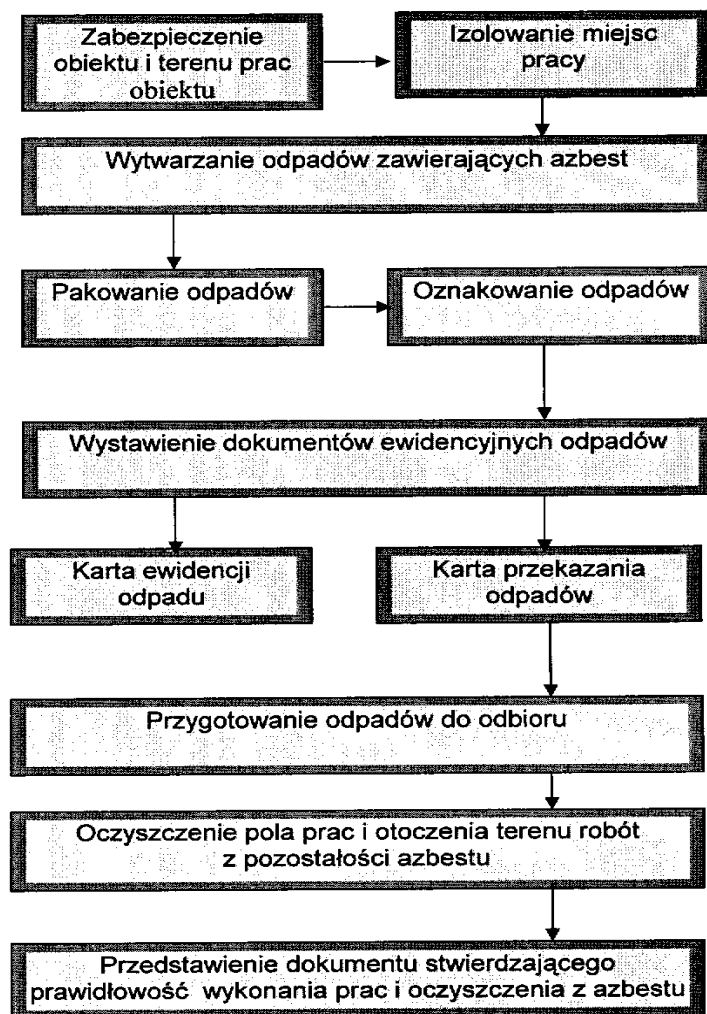 Zabezpieczenie
obiektu i terenu prac
obiektu
Izolowanie miejsc
pracy
Wytwarzanie odpadów zawierających azbest
Pakowanie odpadów
Oznakowanie odpadów
Wystawienie dokumentów ewidencyjnych odpadów
Karta ewidencji
odpadu
Karta przekazania
odpadów
Przygotowanie odpadów do odbioru
Oczyszczenie pola prac i otoczenia terenu robót
z pozostałości azbestu
Przedstawienie dokumentu stwierdzającego
prawidłowość wykonania prac i oczyszczenia z azbestu